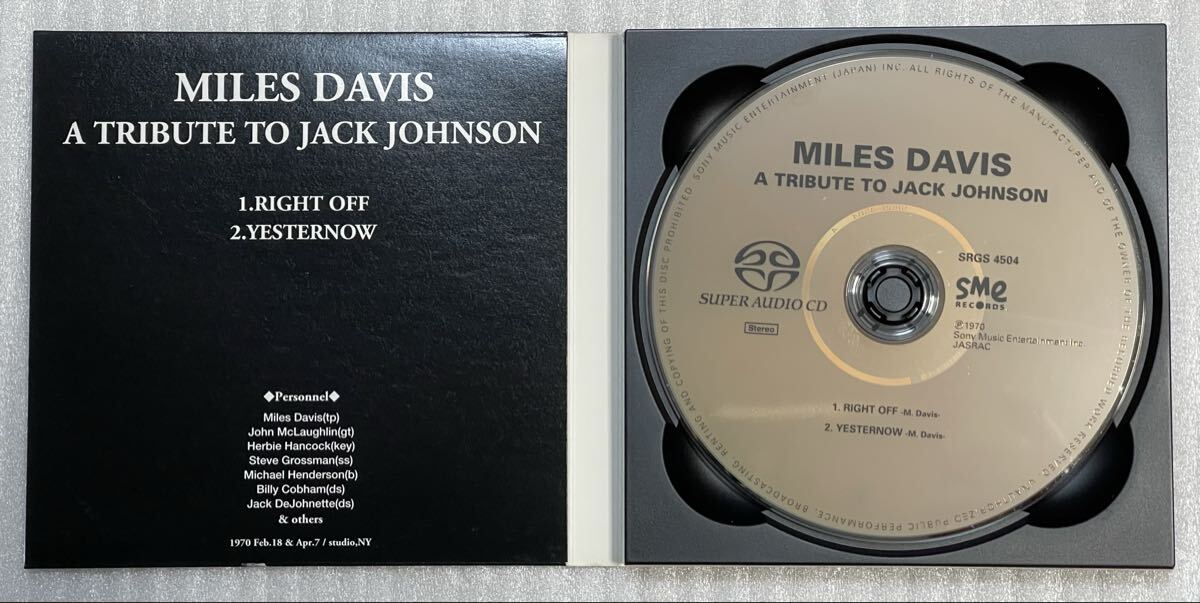 MILES DAVIS
A TRIBUTE TO JACK JOHNSON
1.RIGHT OFF
2.YESTERNOW
◆Personnel◆
Miles Davis(tp)
John McLaughlin(gt)
Herbie Hancock(key)
Steve Grossman(ss)
Michael Henderson(b)
Billy Cobham(ds)
Jack DeJohnette(ds)
& others
1970 Feb.18 & Apr.7 / studio,NY
SONY MUSIC ENTERTAINMENT (JAPAN) INC. ALL RIGHTS OF THE MANUFACTURER AND OF THE OWNER OF THE RECORDED WORK RESERVED. UNAUTHORIZED PUBLIC PERFORMANCE, BROADCASTING, RENTING AND COPYING OF THIS DISC PROHIBITED.
MILES DAVIS
A TRIBUTE TO JACK JOHNSON
SUPER AUDIO CD
Stereo
SRGS 4504
SMe
RECORDS
℗1970
Sony Music Entertainment Inc.
JASRAC
1. RIGHT OFF -M. Davis-
2. YESTERNOW -M. Davis-